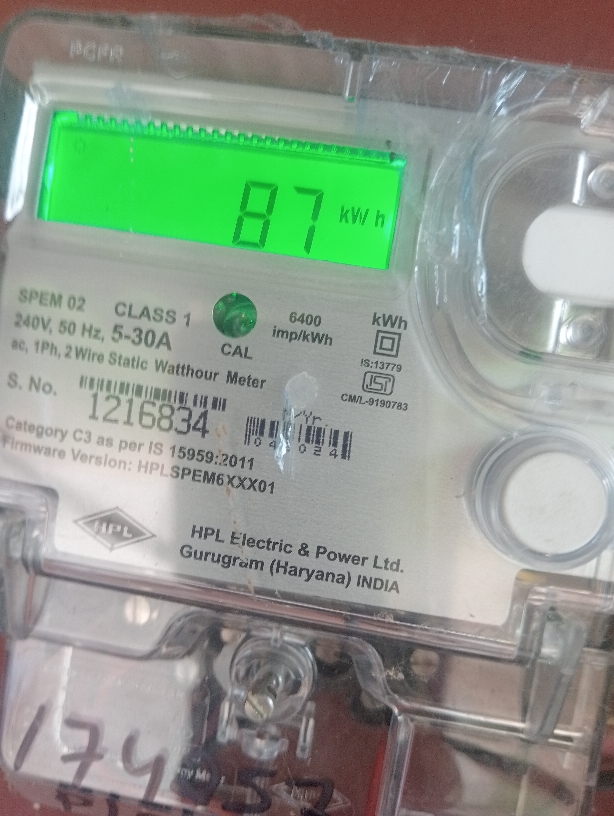 87 kWh
SPEM 02 CLASS 1
240V, 50 Hz, 5-30A
ac, 1Ph, 2 Wire Static Watthour Meter
CAL
6400
imp/kWh
kWh
IS:13779
ISI
CM/L-9190783
S. No.
1216834
/Yr.
Category C3 as per IS 15959:2011
Firmware Version: HPLSPEM6XXX01
HPL
HPL Electric & Power Ltd.
Gurugram (Haryana) INDIA